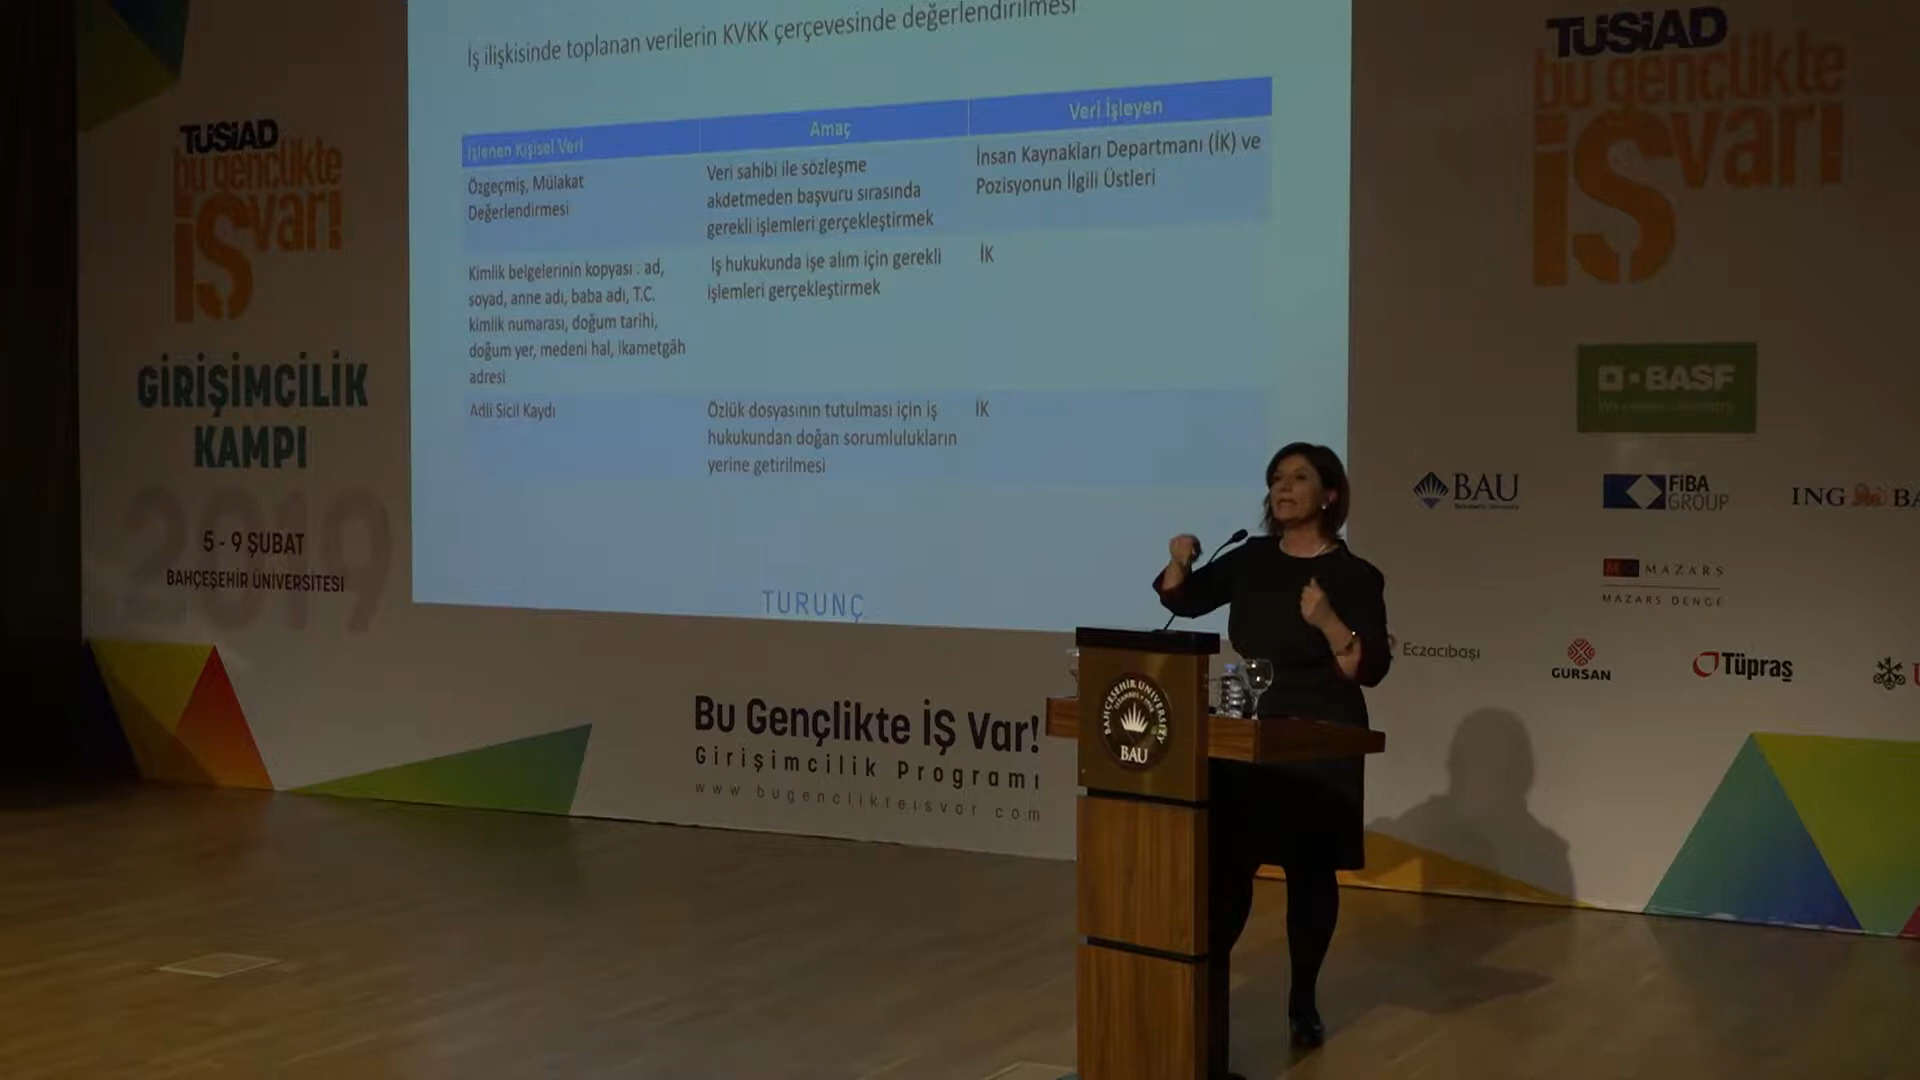 İş ilişkisinde toplanan verilerin KVKK çerçevesinde değerlendirilmesi
İşlenen Kişisel Veri
Amaç
Veri İşleyen
Özgeçmiş, Mülakat
Değerlendirmesi
Veri sahibi ile sözleşme
akdetmeden başvuru sırasında
gerekli işlemleri gerçekleştirmek
İnsan Kaynakları Departmanı (İK) ve
Pozisyonun İlgili Üstleri
Kimlik belgelerinin kopyası : ad,
soyad, anne adı, baba adı, T.C.
kimlik numarası, doğum tarihi,
doğum yer, medeni hal, ikametgâh
adresi
İş hukukunda işe alım için gerekli
işlemleri gerçekleştirmek
İK
Adli Sicil Kaydı
Özlük dosyasının tutulması için iş
hukukundan doğan sorumlulukların
yerine getirilmesi
İK
TURUNÇ
TÜSİAD
bu gençlikte
İŞ var!
GİRİŞİMCİLİK
KAMPI
2019
5 - 9 ŞUBAT
BAHÇEŞEHİR ÜNİVERSİTESİ
Bu Gençlikte İŞ Var!
Girişimcilik Programı
www bugenclikteisvar com
BAHÇEŞEHİR UNIVERSITY
BAU
TÜSİAD
bu gençlikte
İŞ var!
BASF
BAU
FİBA
GROUP
ING BA
MAZARS
MAZARS DENGE
Eczacıbaşı
GURSAN
Tüpraş